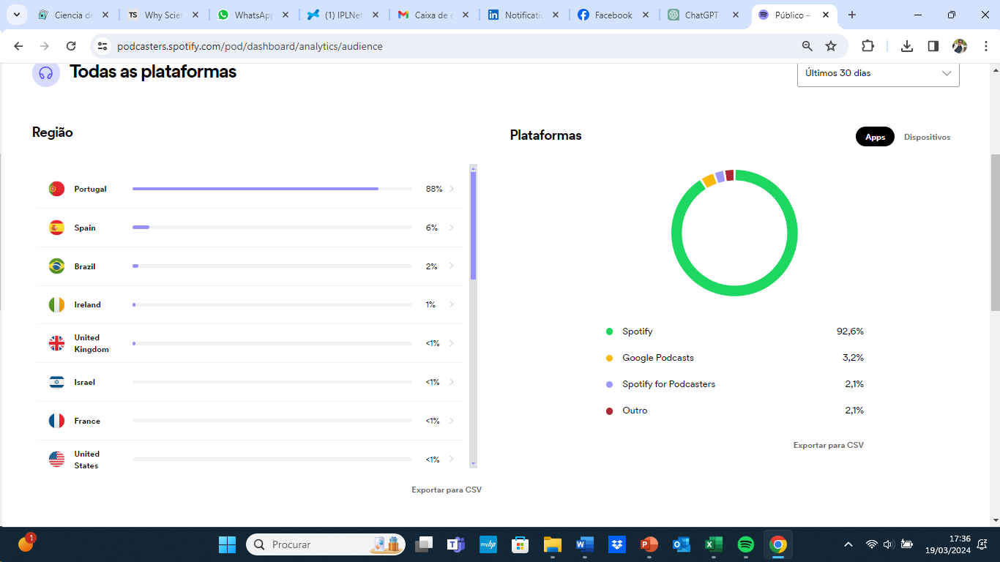 Ciencia de
Why Scien
WhatsApp
(1) IPLNet
Caixa de e
Notificatio
Facebook
ChatGPT
Público –
podcasters.spotify.com/pod/dashboard/analytics/audience
Todas as plataformas
Últimos 30 dias
Região
Portugal 88%
Spain 6%
Brazil 2%
Ireland 1%
United
Kingdom <1%
Israel <1%
France <1%
United
States <1%
Exportar para CSV
Plataformas
Apps
Dispositivos
Spotify 92,6%
Google Podcasts 3,2%
Spotify for Podcasters 2,1%
Outro 2,1%
Exportar para CSV
1
Procurar
17:36
19/03/2024